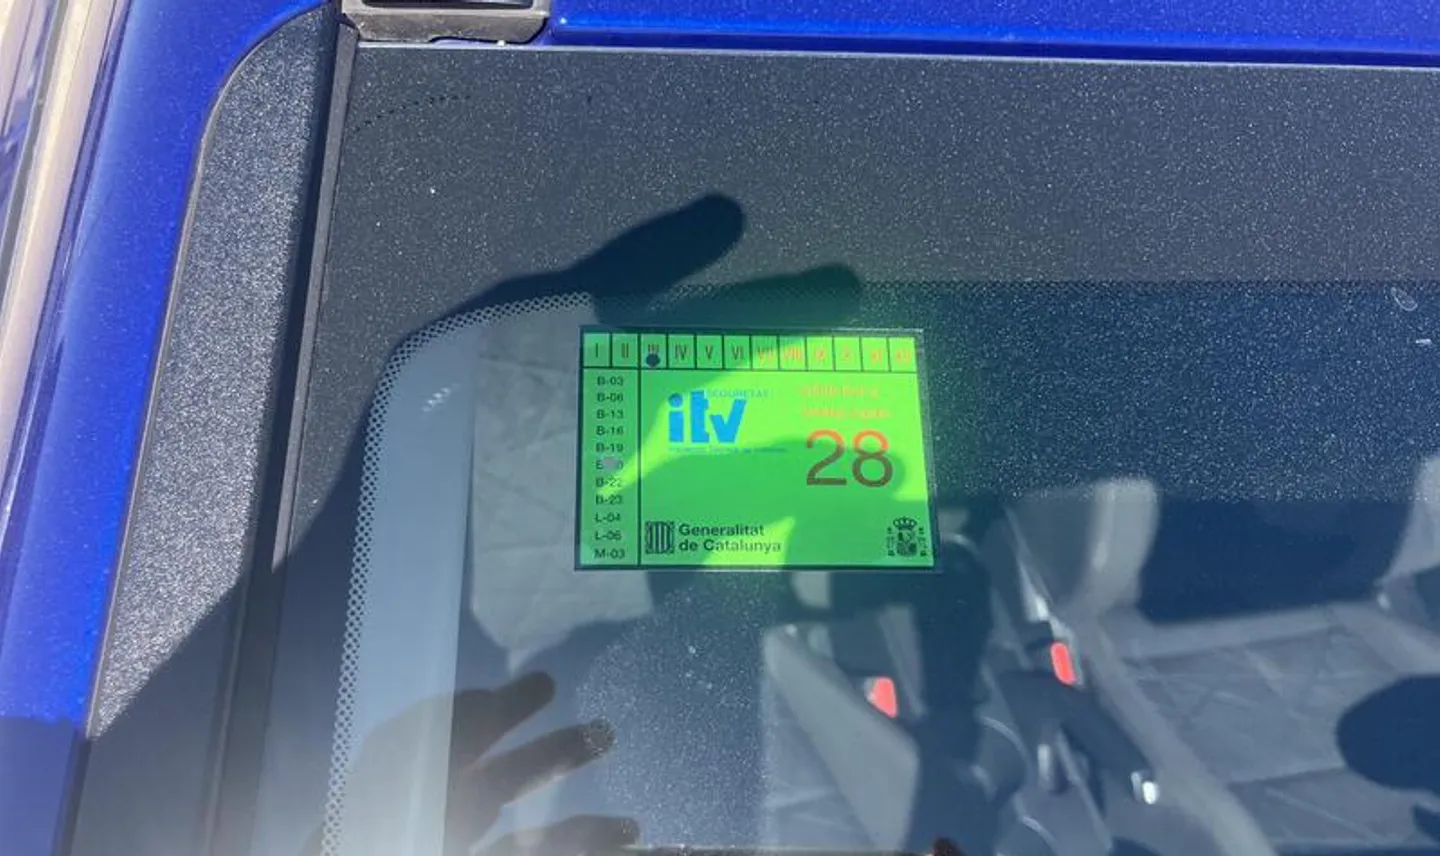 I II III IV V VI VII VIII IX X XI XII
B-03
B-06
B-13
B-16
B-19
B-22
B-23
L-04
L-06
M-03
SEGURETAT
itv
28
Generalitat
de Catalunya